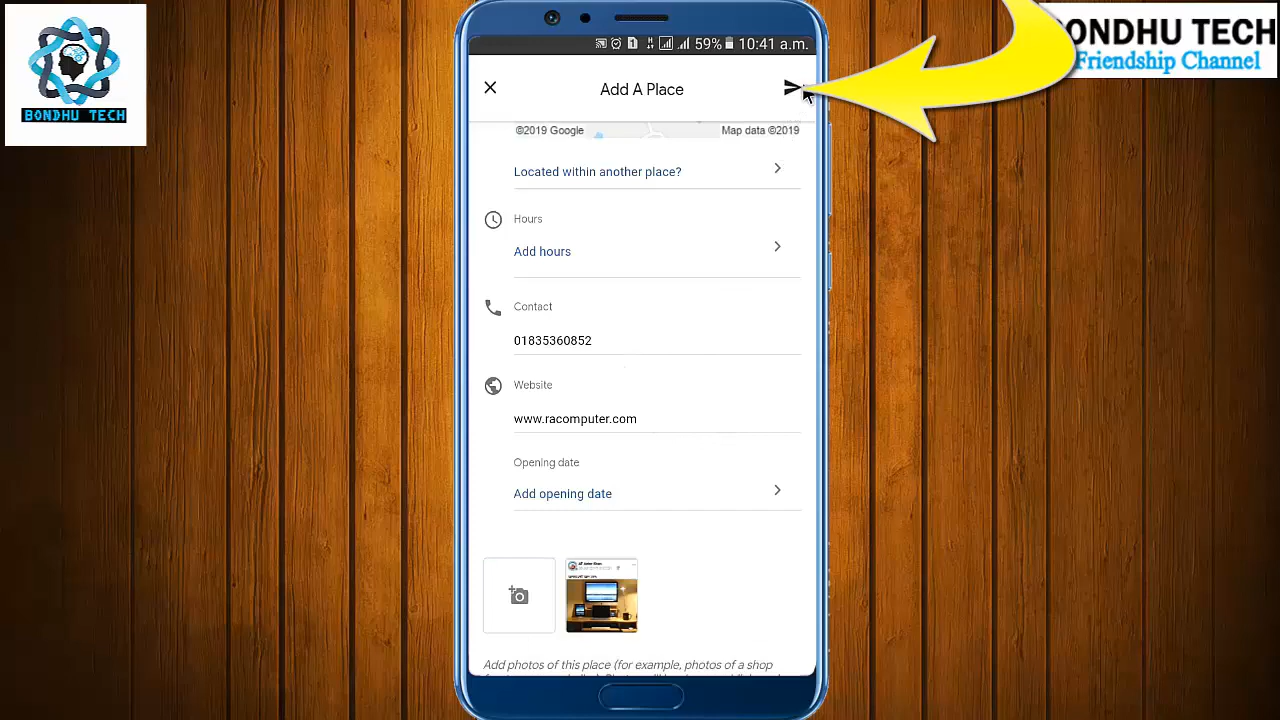 BONDHU TECH
59% 10:41 a.m.
ONDHU TECH
Friendship Channel
Add A Place
©2019 Google Map data ©2019
Located within another place?
Hours
Add hours
Contact
01835360852
Website
www.racomputer.com
Opening date
Add opening date
Add photos of this place (for example, photos of a shop